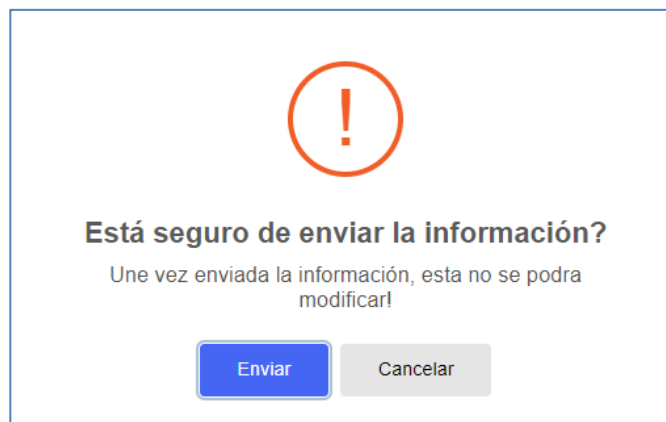 !
Está seguro de enviar la información?
Une vez enviada la información, esta no se podra
modificar!
Enviar Cancelar